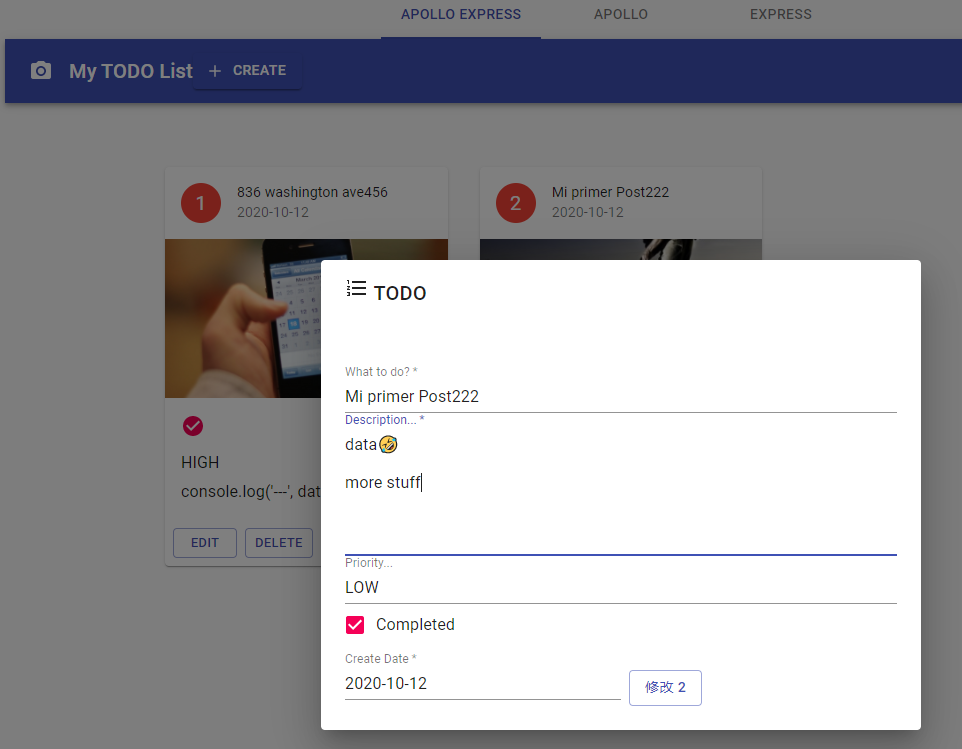 APOLLO EXPRESS APOLLO EXPRESS
My TODO List + CREATE
1 836 washington ave456
2020-10-12
2 Mi primer Post222
2020-10-12
HIGH
console.log('---', dat
EDIT DELETE
TODO
What to do? *
Mi primer Post222
Description... *
data🤣
more stuff
Priority...
LOW
Completed
Create Date *
2020-10-12
修改 2